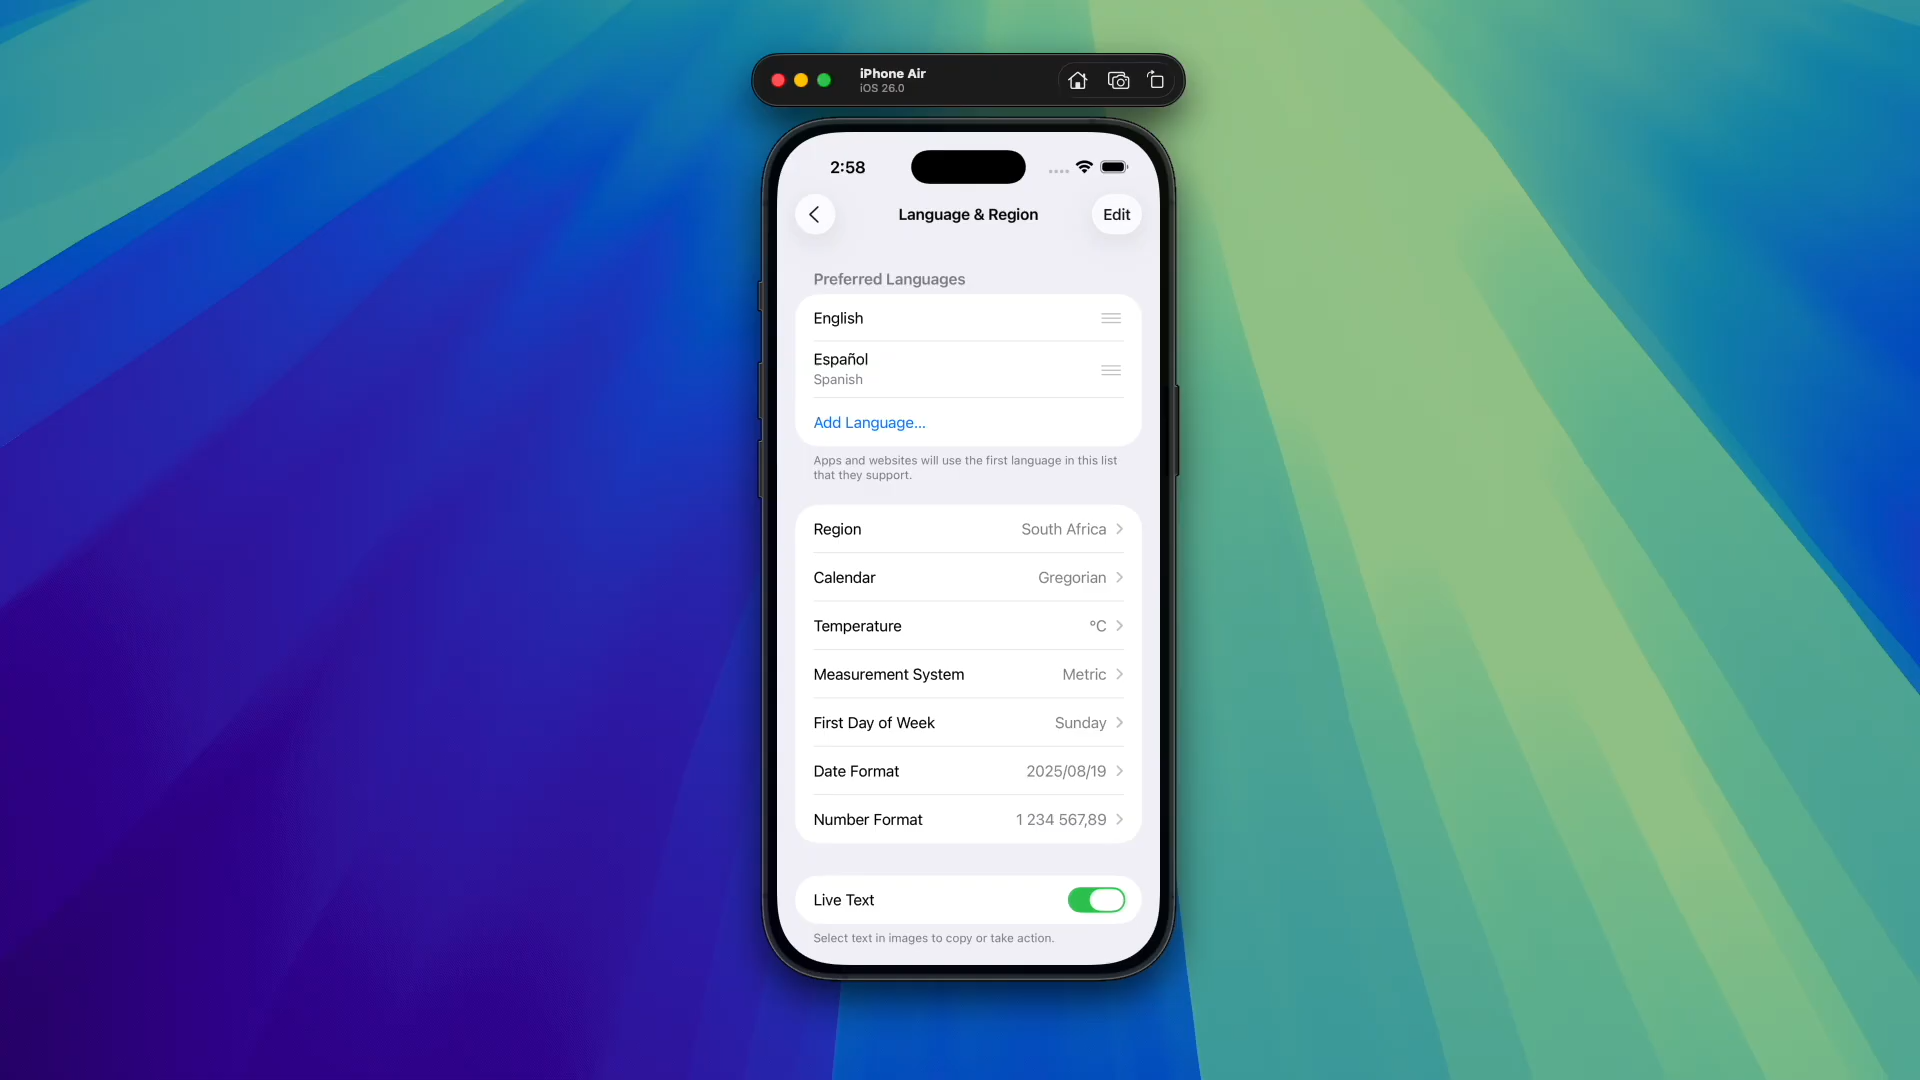 iPhone Air
iOS 26.0
2:58
Language & Region
Edit
Preferred Languages
English
Español
Spanish
Add Language...
Apps and websites will use the first language in this list
that they support.
Region South Africa
Calendar Gregorian
Temperature °C
Measurement System Metric
First Day of Week Sunday
Date Format 2025/08/19
Number Format 1 234 567,89
Live Text
Select text in images to copy or take action.